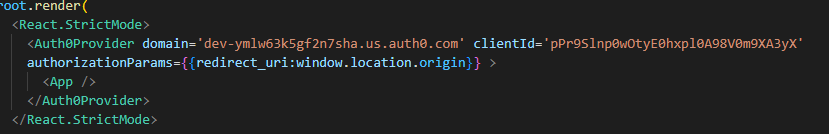 root.render(
<React.StrictMode>
<Auth0Provider domain='dev-ymlw63k5gf2n7sha.us.auth0.com' clientId='pPr9Slnp0wOtyE0hxpl0A98V0m9XA3yX'
authorizationParams={{redirect_uri:window.location.origin}} >
<App />
</Auth0Provider>
</React.StrictMode>